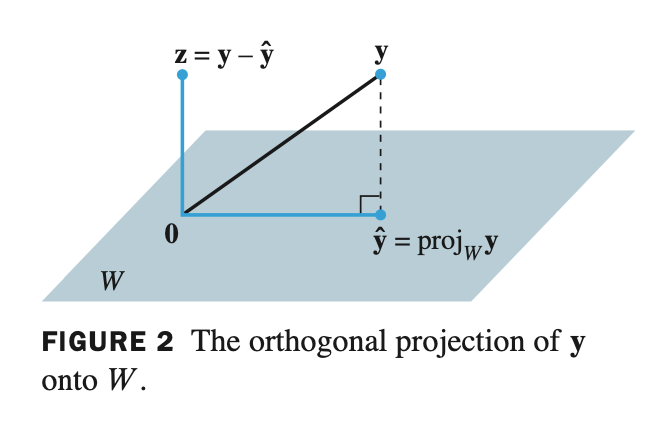 z = y − ŷ
y
0
ŷ = proj_W y
W
FIGURE 2 The orthogonal projection of y
onto W.